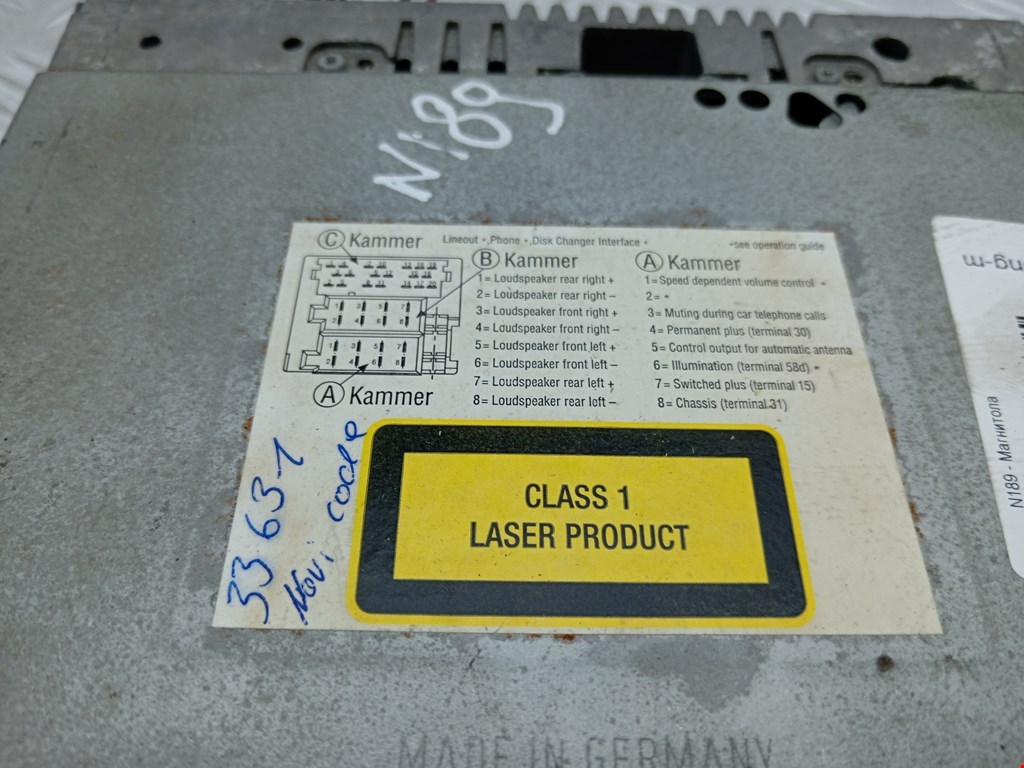 N189
C Kammer
Lineout *, Phone *, Disk Changer Interface *
*see operation guide
B Kammer
1= Loudspeaker rear right +
2= Loudspeaker rear right –
3= Loudspeaker front right +
4= Loudspeaker front right –
5= Loudspeaker front left +
6= Loudspeaker front left –
7= Loudspeaker rear left +
8= Loudspeaker rear left –
A Kammer
1= Speed dependent volume control *
2= *
3= Muting during car telephone calls
4= Permanent plus (terminal 30)
5= Control output for automatic antenna
6= Illumination (terminal 58d) *
7= Switched plus (terminal 15)
8= Chassis (terminal 31)
A Kammer
3363-1
Novi code
CLASS 1
LASER PRODUCT
N189 - Магнитола
MADE IN GERMANY